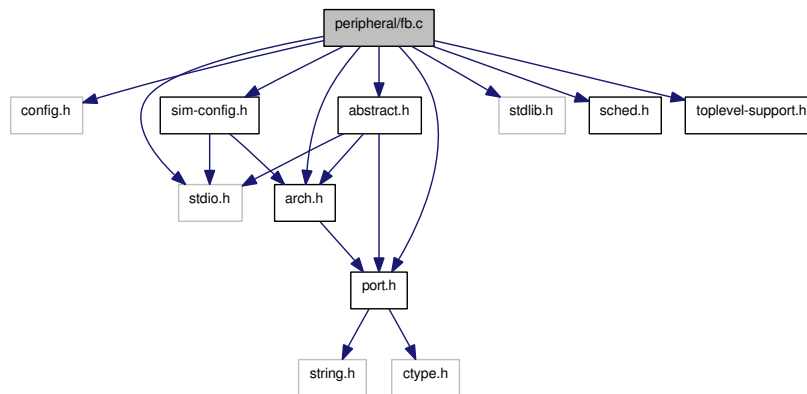 peripheral/fb.c
config.h
sim-config.h
abstract.h
stdlib.h
sched.h
toplevel-support.h
stdio.h
arch.h
port.h
string.h
ctype.h